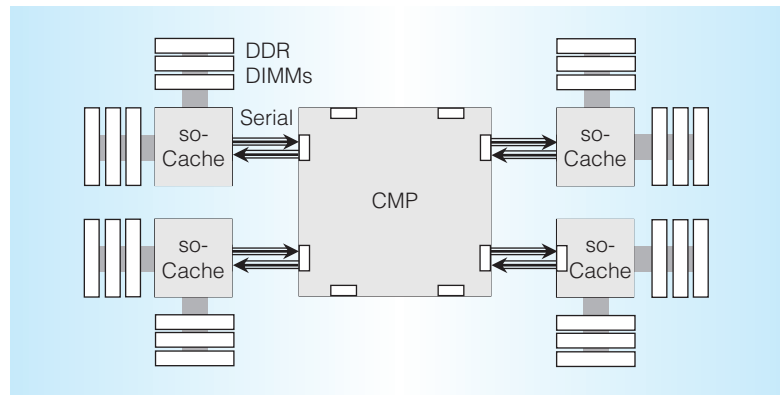 DDR
DIMMs
Serial
so-
Cache
so-
Cache
CMP
so-
Cache
so-
Cache